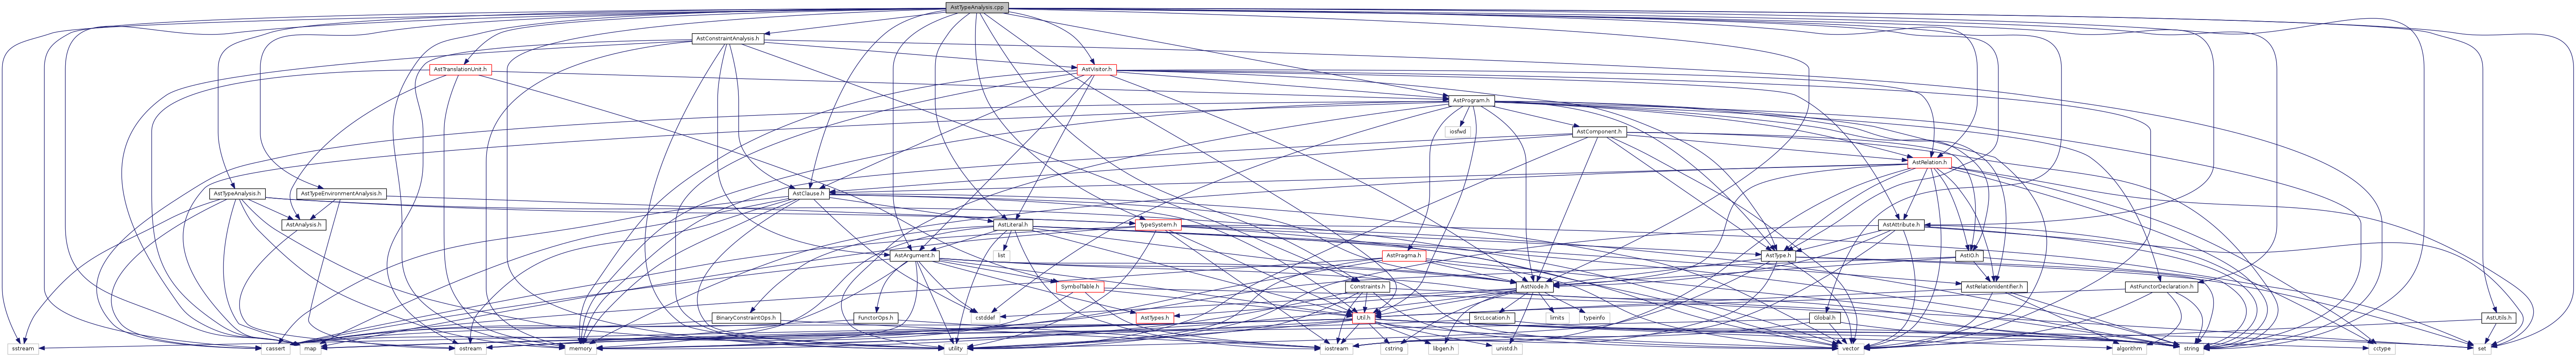 AstTypeAnalysis.cpp
AstConstraintAnalysis.h
AstTranslationUnit.h
AstVisitor.h
AstProgram.h
iosfwd
AstComponent.h
AstRelation.h
AstTypeAnalysis.h
AstTypeEnvironmentAnalysis.h
AstClause.h
AstAnalysis.h
AstLiteral.h
TypeSystem.h
AstAttribute.h
AstArgument.h
list
AstPragma.h
AstType.h
AstIO.h
SymbolTable.h
Constraints.h
AstNode.h
AstRelationIdentifier.h
AstFunctorDeclaration.h
BinaryConstraintOps.h
FunctorOps.h
cstddef
AstTypes.h
Util.h
SrcLocation.h
limits
typeinfo
Global.h
AstUtils.h
sstream
cassert
map
ostream
memory
utility
iostream
cstring
libgen.h
unistd.h
vector
algorithm
string
cctype
set